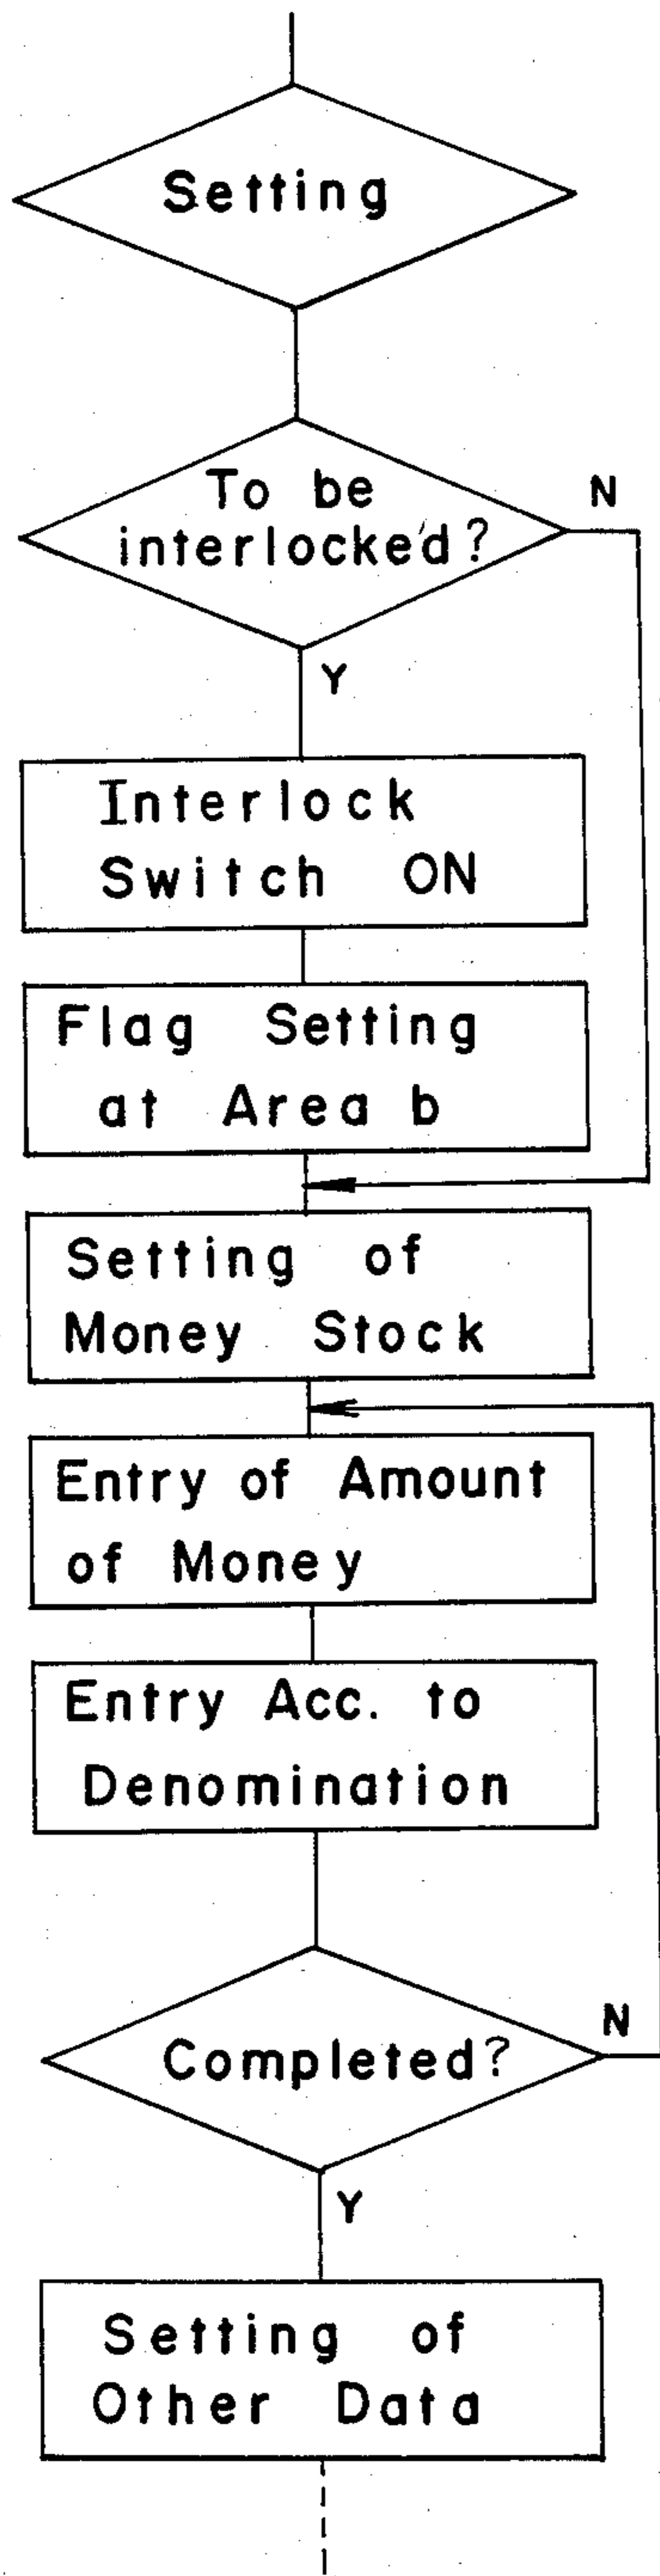 Setting
To be
interlocked?
N
Y
Interlock
Switch ON
Flag Setting
at Area b
Setting of
Money Stock
Entry of Amount
of Money
Entry Acc. to
Denomination
Completed?
N
Y
Setting of
Other Data